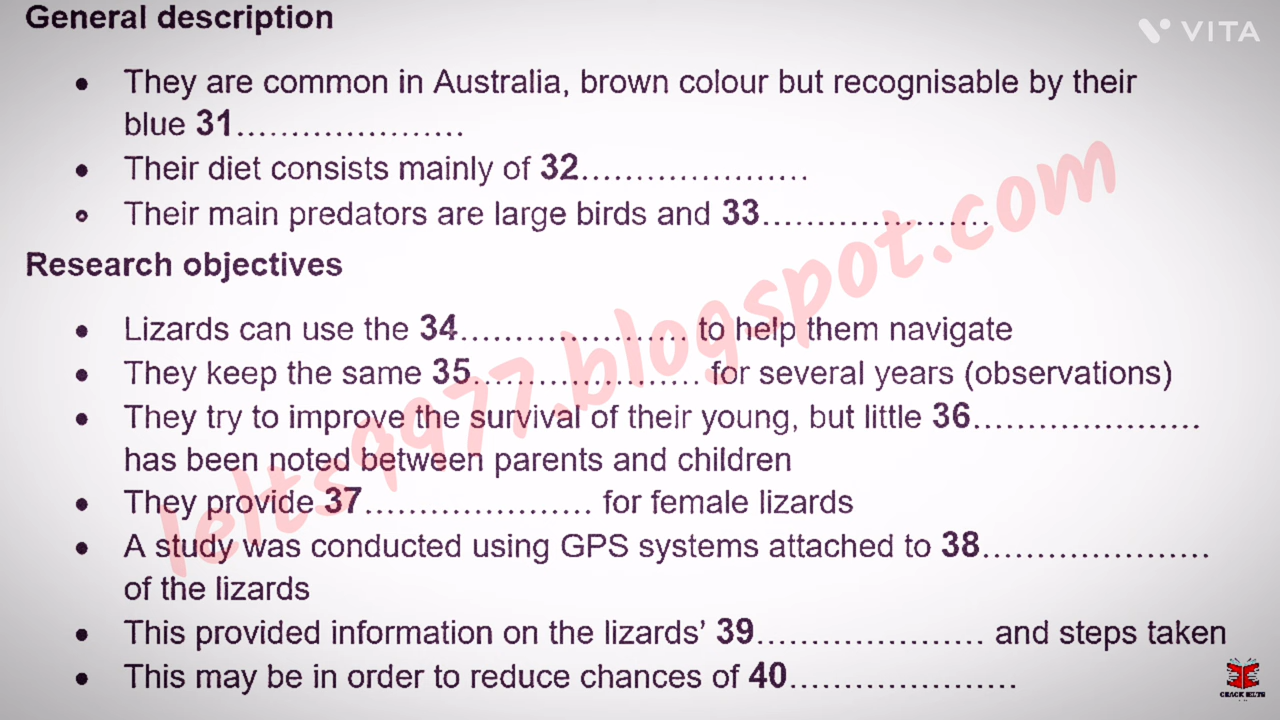 General description
VITA
They are common in Australia, brown colour but recognisable by their
blue 31.....................
Their diet consists mainly of 32.....................
Their main predators are large birds and 33.....................
Research objectives
Lizards can use the 34..................... to help them navigate
They keep the same 35..................... for several years (observations)
They try to improve the survival of their young, but little 36.....................
has been noted between parents and children
They provide 37..................... for female lizards
A study was conducted using GPS systems attached to 38.....................
of the lizards
This provided information on the lizards’ 39..................... and steps taken
This may be in order to reduce chances of 40.....................
Ielts9977.blogspot.com
CRACK IELTS